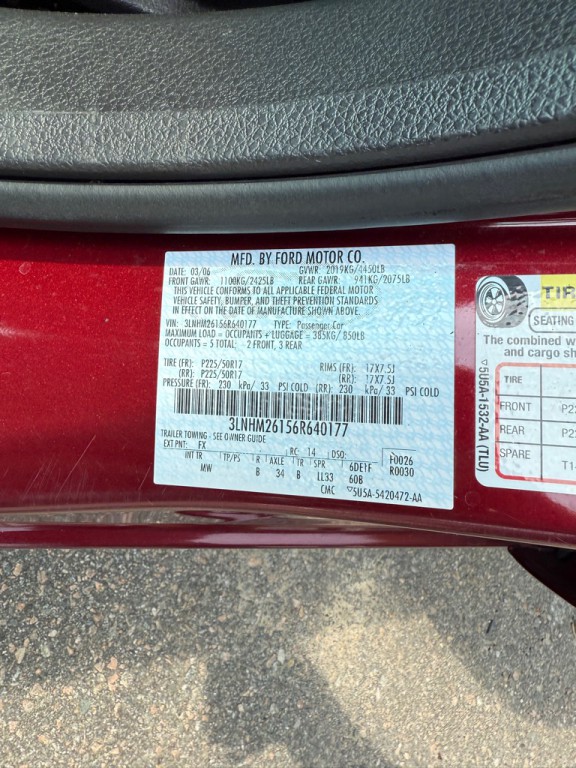 MFD. BY FORD MOTOR CO.
DATE: 03/06 GVWR: 2019KG/4450LB
FRONT GAWR: 1100KG/2425LB REAR GAWR: 941KG/2075LB
THIS VEHICLE CONFORMS TO ALL APPLICABLE FEDERAL MOTOR
VEHICLE SAFETY, BUMPER, AND THEFT PREVENTION STANDARDS
IN EFFECT ON THE DATE OF MANUFACTURE SHOWN ABOVE.
VIN: 3LNHM26156R640177 TYPE: Passenger Car
MAXIMUM LOAD = OCCUPANTS + LUGGAGE = 385KG/850LB
OCCUPANTS = 5 TOTAL: - 2 FRONT, 3 REAR
TIRE (FR): P225/50R17 RIMS (FR): 17X7.5J
(RR): P225/50R17 (RR): 17X7.5J
PRESSURE (FR): 230 kPa/ 33 PSI COLD (RR): 230 kPa/ 33 PSI COLD
3LNHM26156R640177
TRAILER TOWING - SEE OWNER GUIDE
EXT PNT: FX RC: 14 DSO: F0026
INT TR TP/PS R AXLE TR SPR 6DE1F R0030
MW B 34 B LL33 60B
CMC ▽5U5A-5420472-AA
▽5U5A-1532-AA (TLU)
TIR
SEATING
The combined w
and cargo sh
TIRE
FRONT P2
REAR P2
SPARE T1